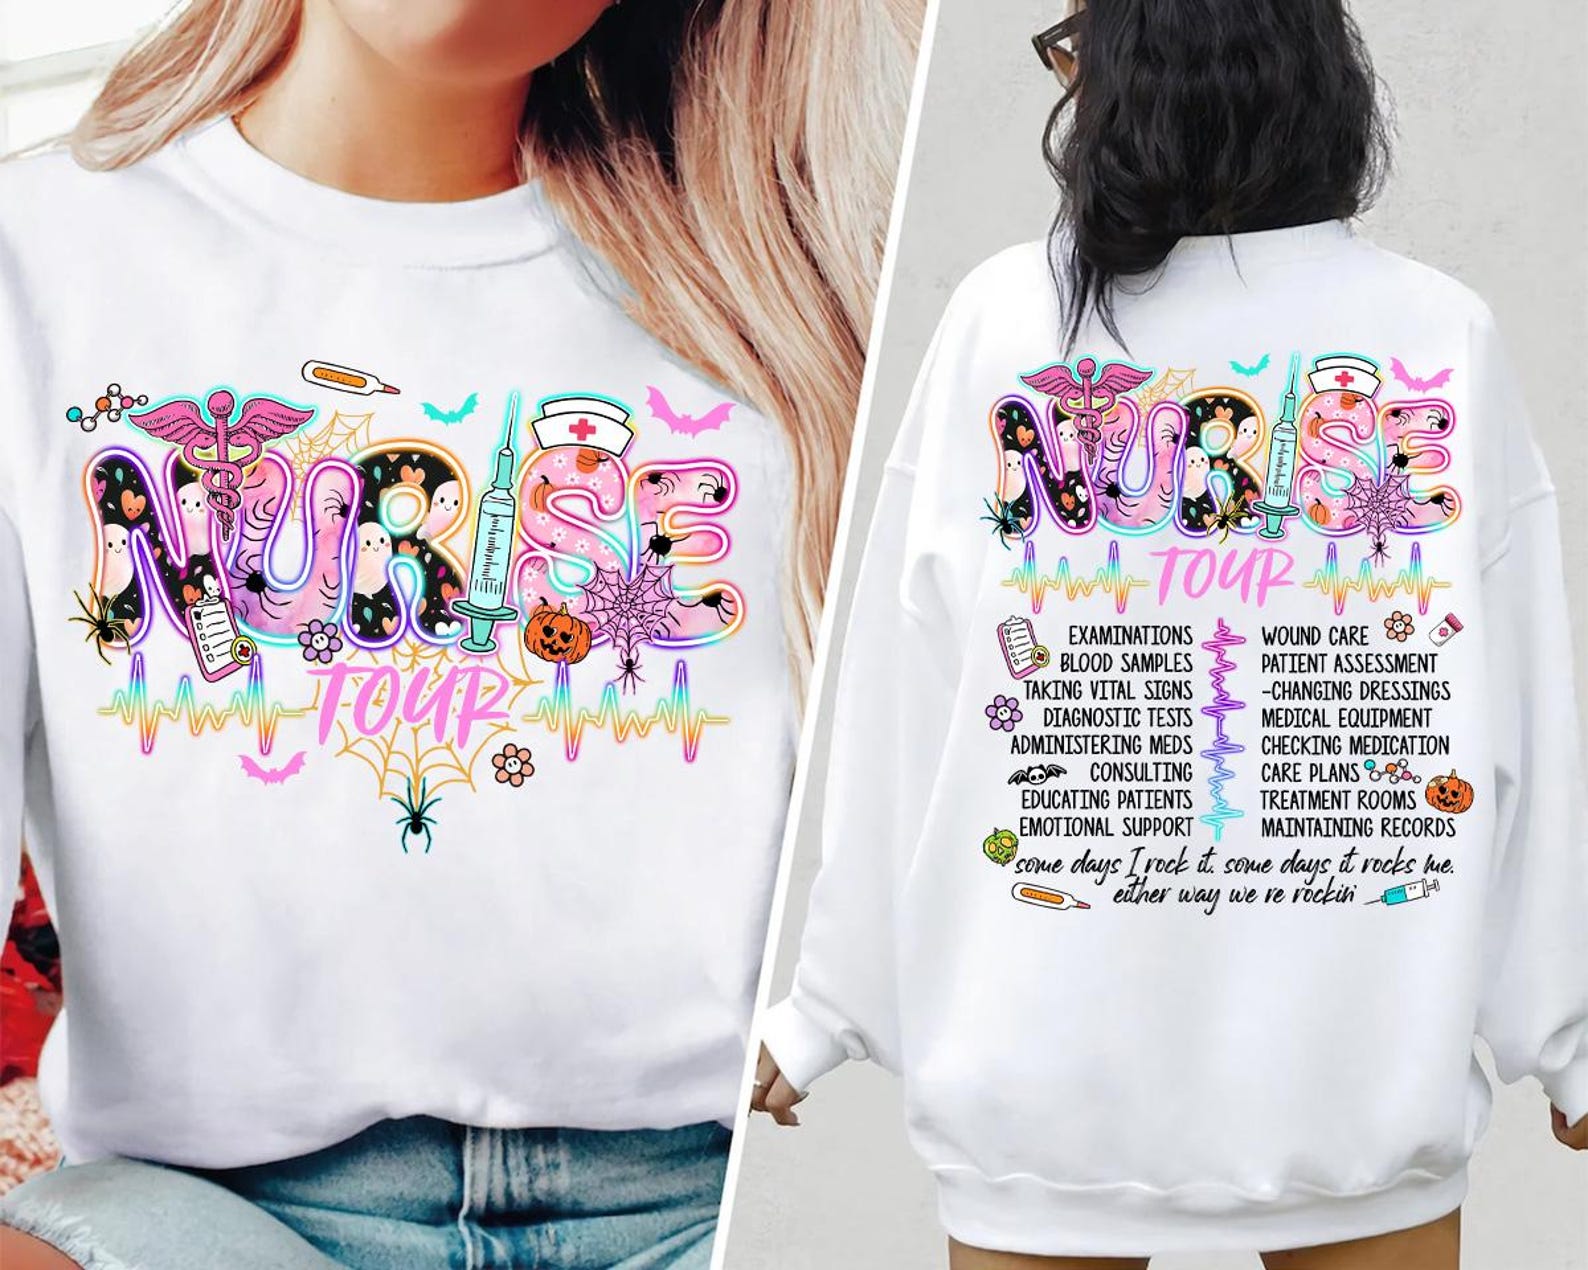 NURSE
TOUR
NURSE
TOUR
EXAMINATIONS
BLOOD SAMPLES
TAKING VITAL SIGNS
DIAGNOSTIC TESTS
ADMINISTERING MEDS
CONSULTING
EDUCATING PATIENTS
EMOTIONAL SUPPORT
WOUND CARE
PATIENT ASSESSMENT
-CHANGING DRESSINGS
MEDICAL EQUIPMENT
CHECKING MEDICATION
CARE PLANS
TREATMENT ROOMS
MAINTAINING RECORDS
some days I rock it. some days it rocks me.
either way we re rockin'